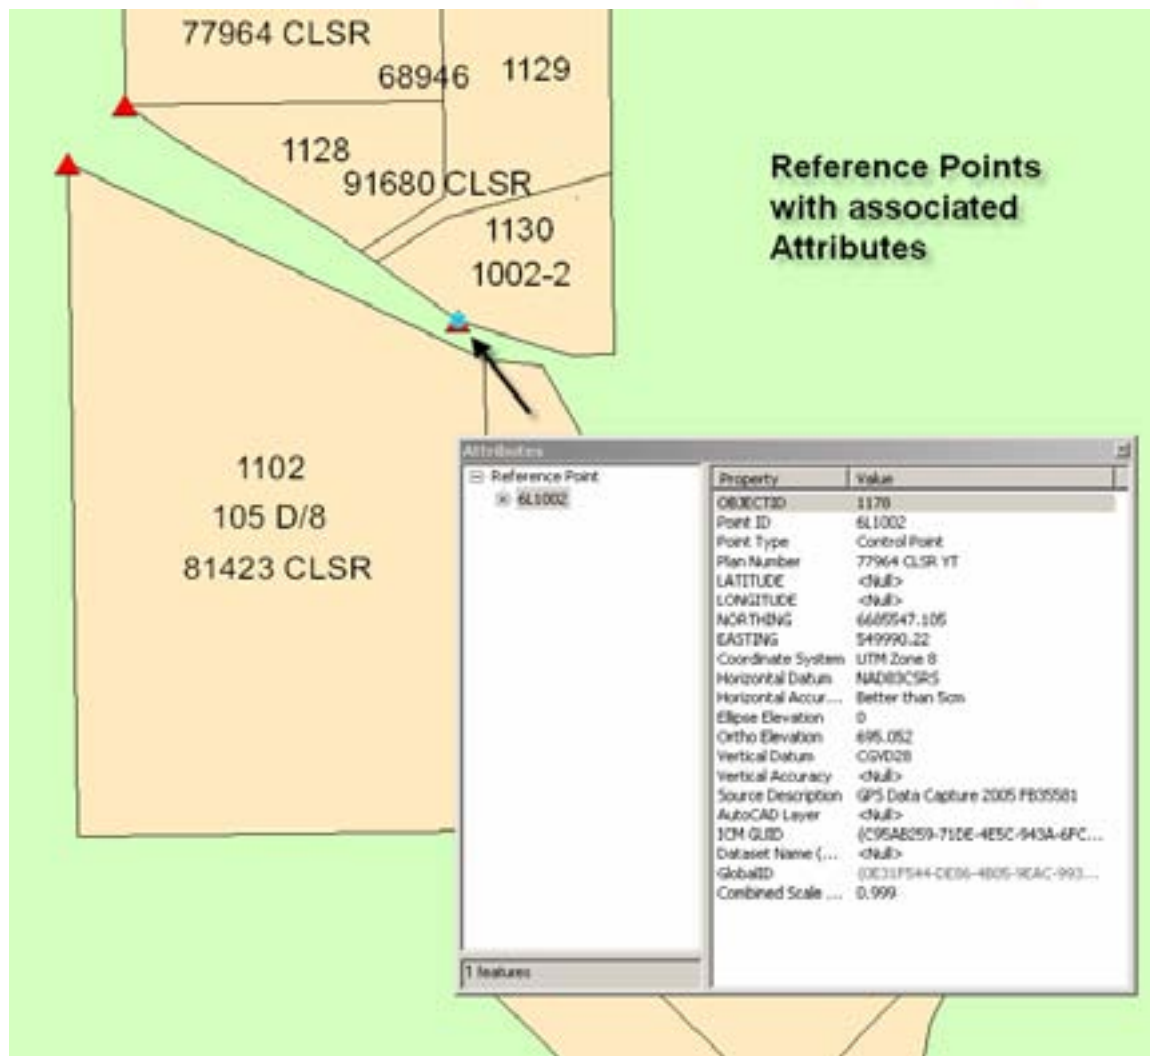 77964 CLSR
68946
1129
1128
91680 CLSR
Reference Points
with associated
Attributes
1130
1002-2
1102
105 D/8
81423 CLSR
Attributes
Reference Point
6L1002
Property Value
OBJECTID 1178
Point ID 6L1002
Point Type Control Point
Plan Number 77964 CLSR YT
LATITUDE <Null>
LONGITUDE <Null>
NORTHING 6685547.105
EASTING 549990.22
Coordinate System UTM Zone 8
Horizontal Datum NAD83CSRS
Horizontal Accur... Better than 5cm
Ellipse Elevation 0
Ortho Elevation 695.052
Vertical Datum CGVD28
Vertical Accuracy <Null>
Source Description GPS Data Capture 2005 FB35581
AutoCAD Layer <Null>
ICM GUID {C95AB259-71DE-4E5C-943A-6FC...
Dataset Name (... <Null>
GlobalID
Combined Scale ... 0.999
1 features